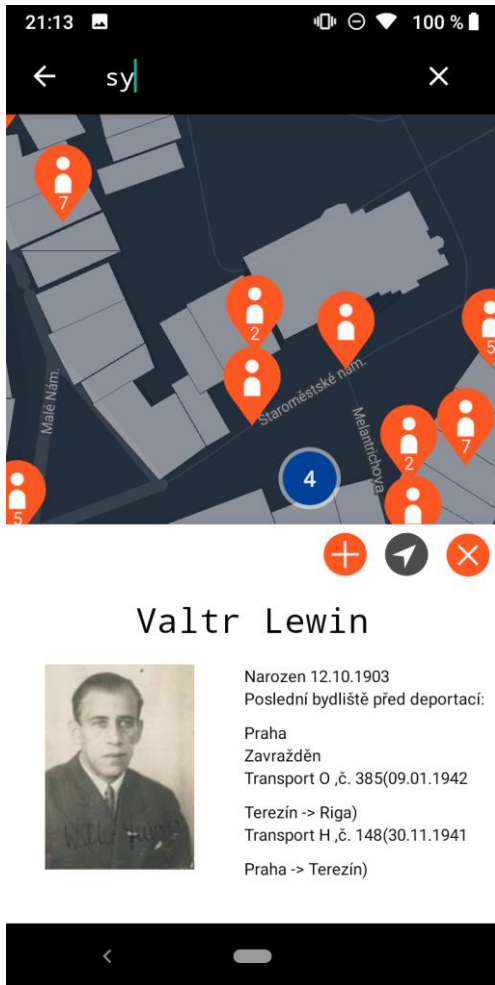 21:13
100 %
sy
7
2
5
Malé Nám.
Staroměstské nám.
Melantrichova
2
7
4
5
Valtr Lewin
Narozen 12.10.1903
Poslední bydliště před deportací:
Praha
Zavražděn
Transport O ,č. 385(09.01.1942
Terezín -> Riga)
Transport H ,č. 148(30.11.1941
Praha -> Terezín)